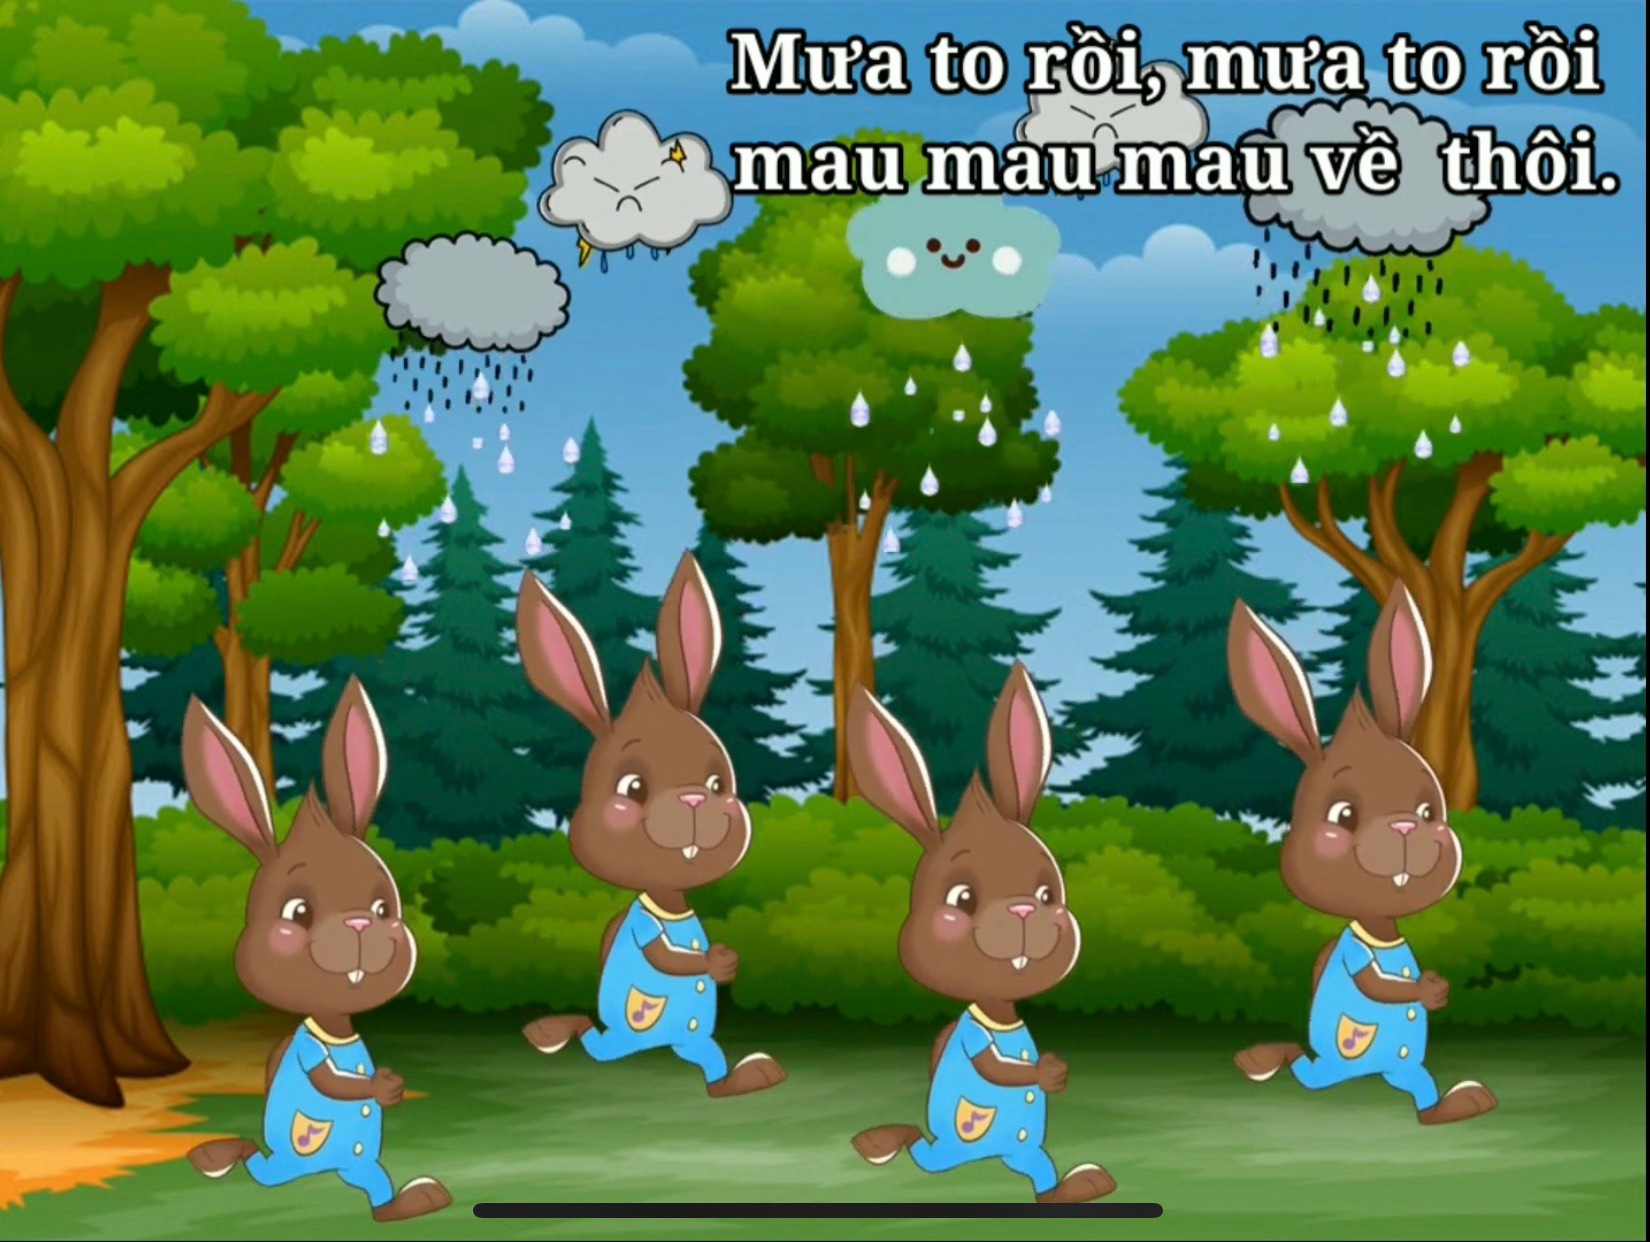 Mưa to rồi, mưa to rồi
mau mau mau về thôi.